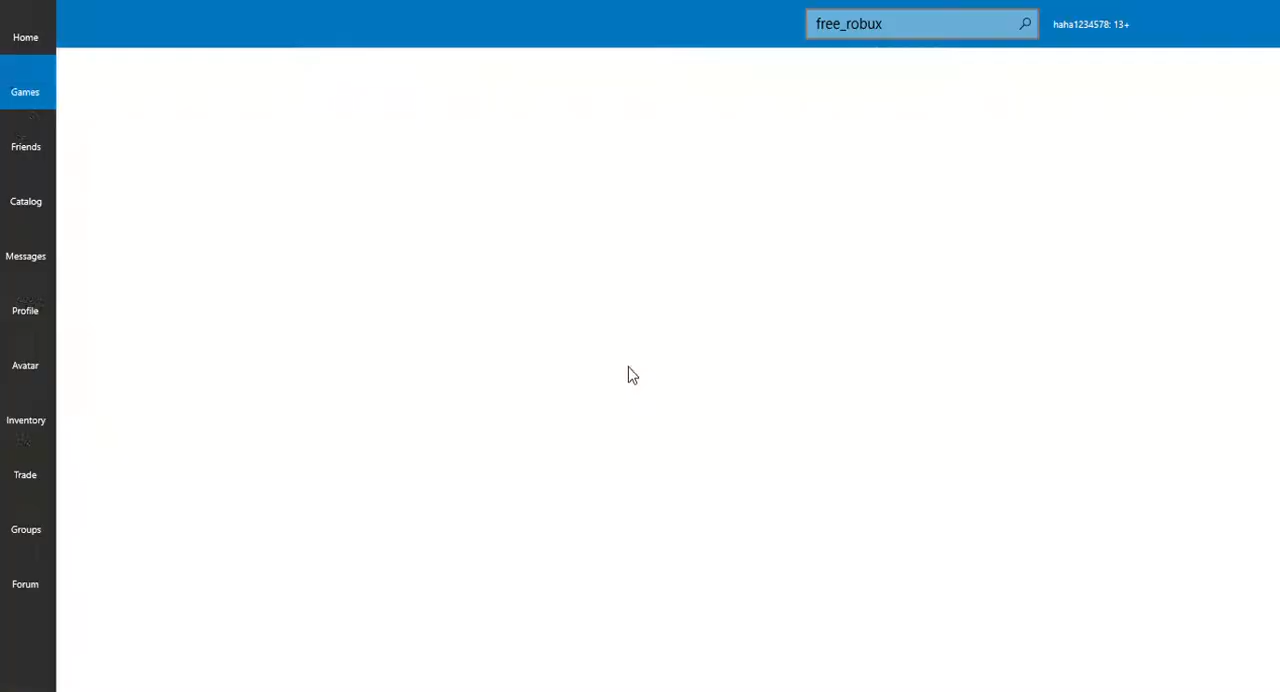 free_robux
haha1234578: 13+
Home
Games
Friends
Catalog
Messages
Profile
Avatar
Inventory
Trade
Groups
Forum